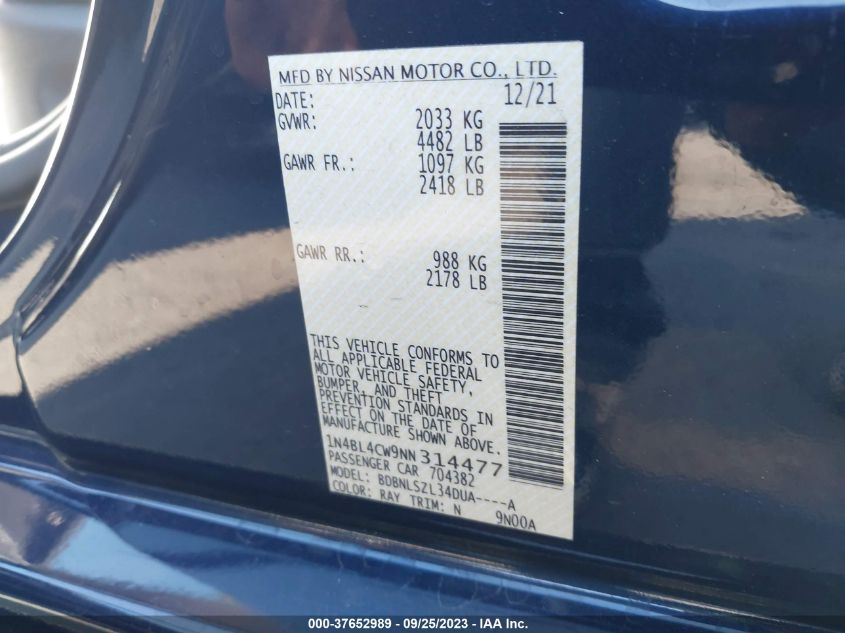 MFD BY NISSAN MOTOR CO., LTD.
DATE: 12/21
GVWR: 2033 KG
4482 LB
GAWR FR.: 1097 KG
2418 LB
GAWR RR.: 988 KG
2178 LB
THIS VEHICLE CONFORMS TO
ALL APPLICABLE FEDERAL
MOTOR VEHICLE SAFETY,
BUMPER, AND THEFT
PREVENTION STANDARDS IN
EFFECT ON THE DATE OF
MANUFACTURE SHOWN ABOVE.
1N4BL4CW9NN 314477
PASSENGER CAR 704382
MODEL: BDBNLSZL34DUA----A
COLOR: RAY TRIM: N 9N00A
000-37652989 - 09/25/2023 - IAA Inc.